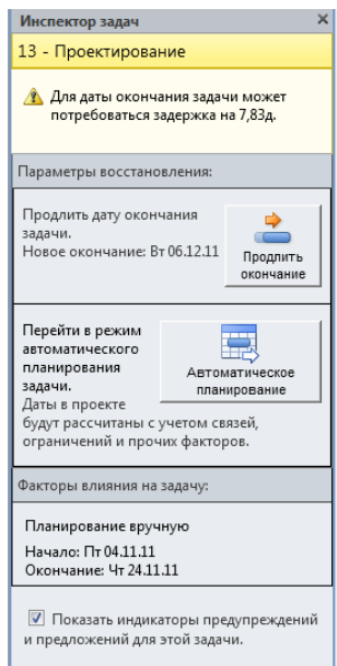 Инспектор задач
13 - Проектирование
Для даты окончания задачи может
потребоваться задержка на 7,83д.
Параметры восстановления:
Продлить дату окончания
задачи.
Новое окончание: Вт 06.12.11
Продлить
окончание
Перейти в режим
автоматического
планирования
задачи.
Даты в проекте
будут рассчитаны с учетом связей,
ограничений и прочих факторов.
Автоматическое
планирование
Факторы влияния на задачу:
Планирование вручную
Начало: Пт 04.11.11
Окончание: Чт 24.11.11
Показать индикаторы предупреждений
и предложений для этой задачи.